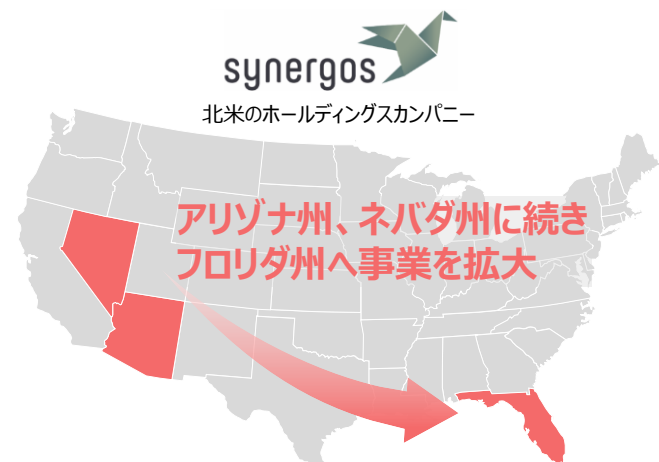 synergos
北米のホールディングスカンパニー
アリゾナ州、ネバダ州に続き
フロリダ州へ事業を拡大